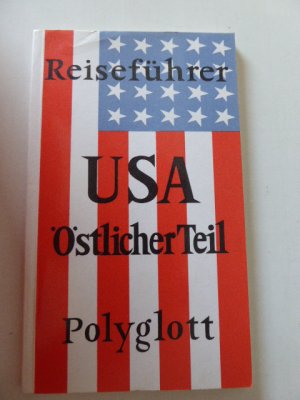 Reiseführer
USA
Östlicher Teil
Polyglott